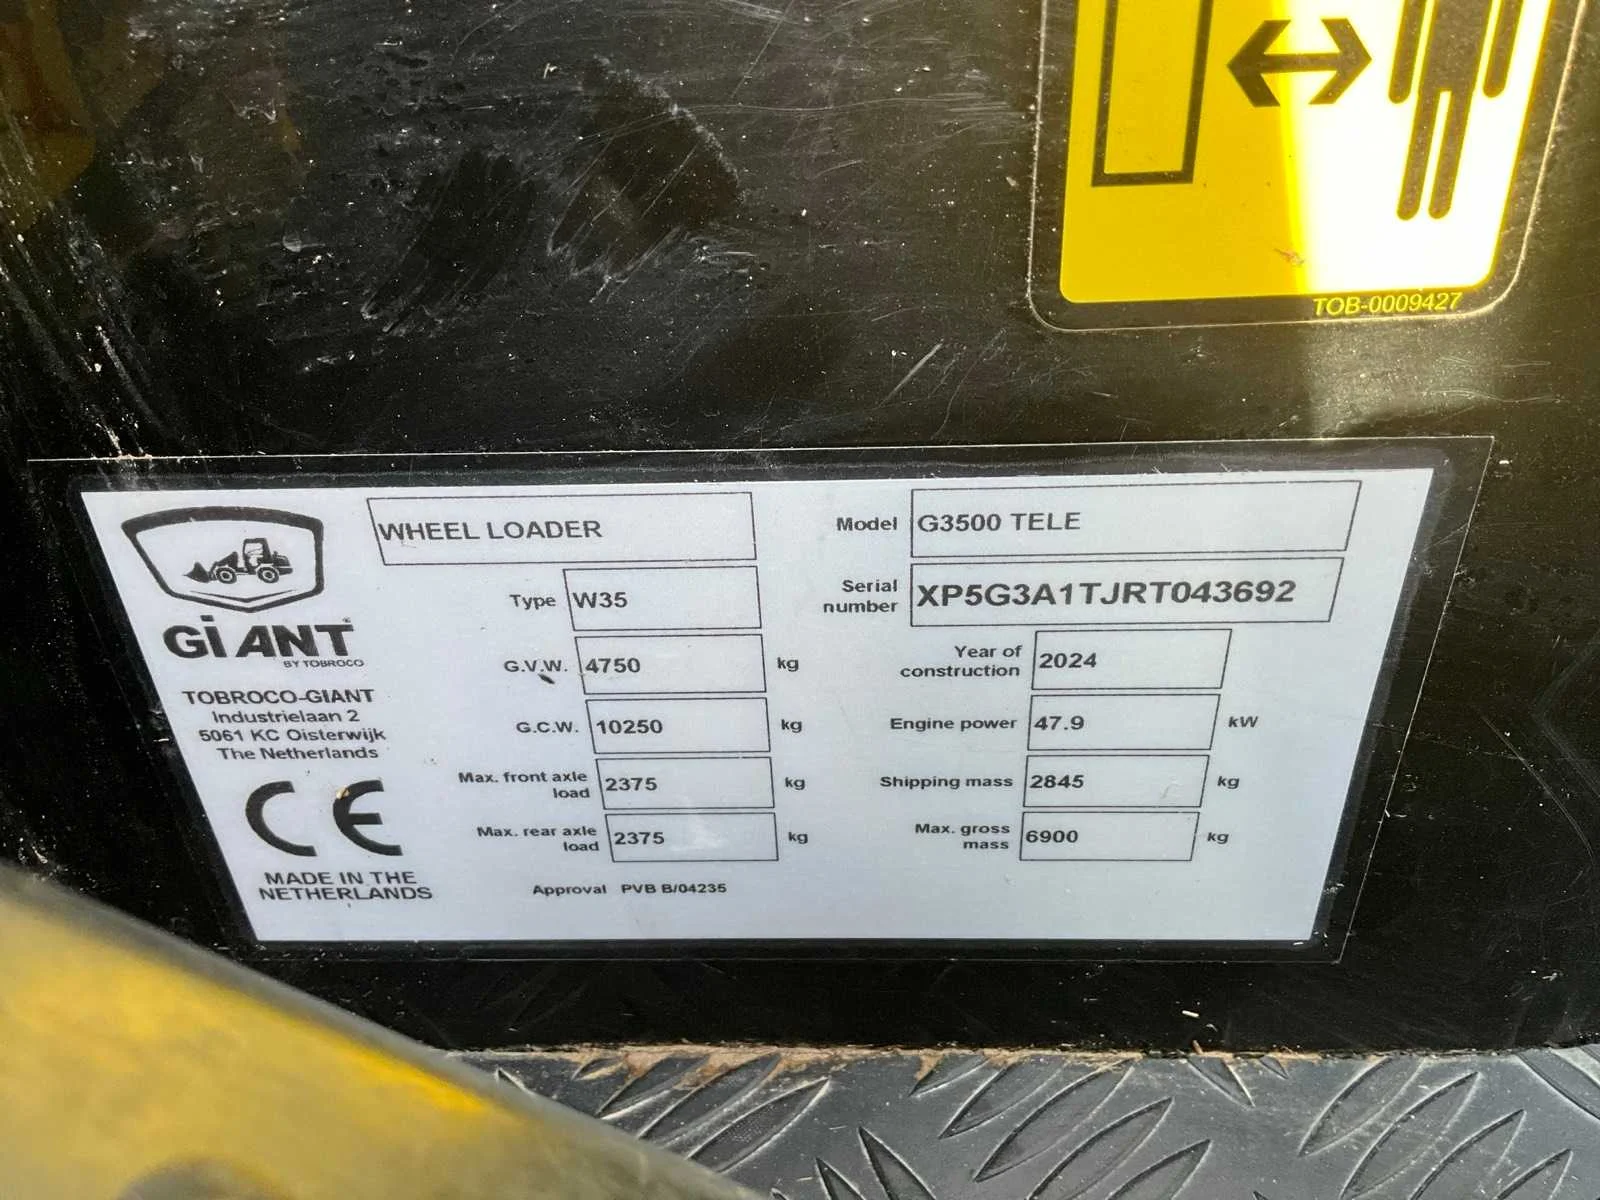 TOB-0009427
WHEEL LOADER
Model G3500 TELE
Type W35
Serial number XP5G3A1TJRT043692
GiANT
BY TOBROCO
G.V.W. 4750 kg
Year of construction 2024
TOBROCO-GIANT
Industrielaan 2
5061 KC Oisterwijk
The Netherlands
G.C.W. 10250 kg
Engine power 47.9 kW
Max. front axle load 2375 kg
Shipping mass 2845 kg
CE
Max. rear axle load 2375 kg
Max. gross mass 6900 kg
MADE IN THE
NETHERLANDS
Approval PVB B/04235